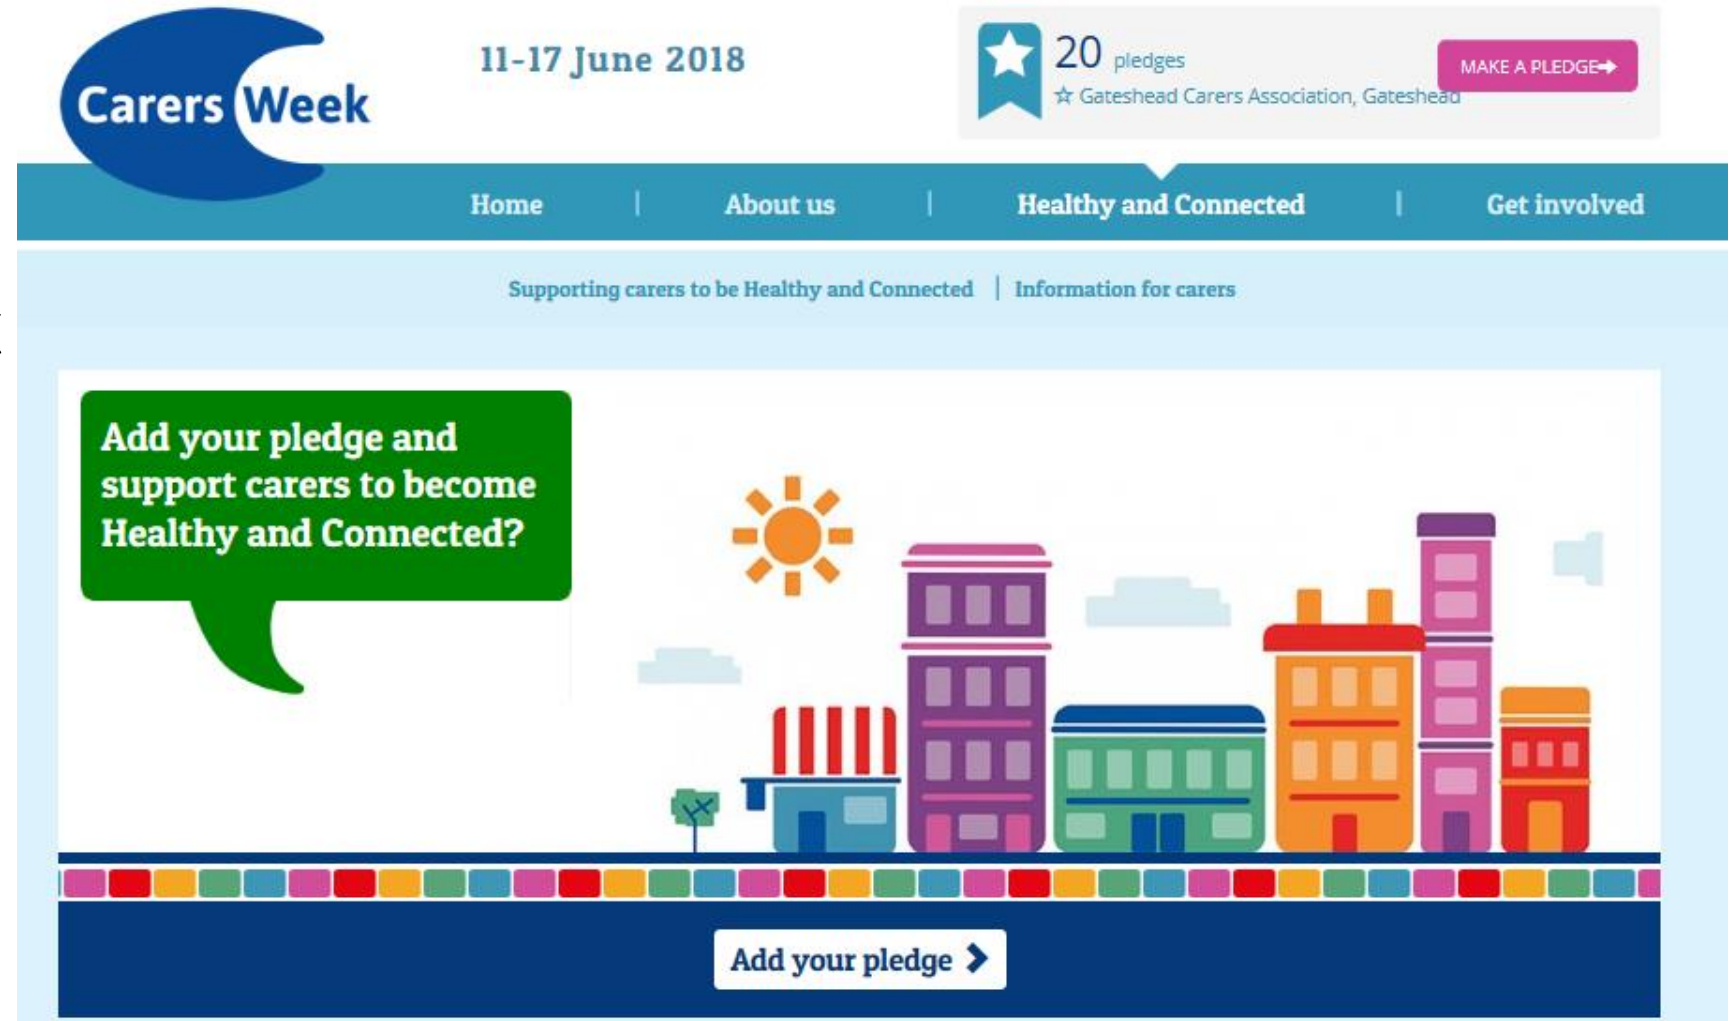 Carers Week
11-17 June 2018
20 pledges
Gateshead Carers Association, Gateshead
MAKE A PLEDGE
Home | About us | Healthy and Connected | Get involved
Supporting carers to be Healthy and Connected | Information for carers
Add your pledge and
support carers to become
Healthy and Connected?
Add your pledge